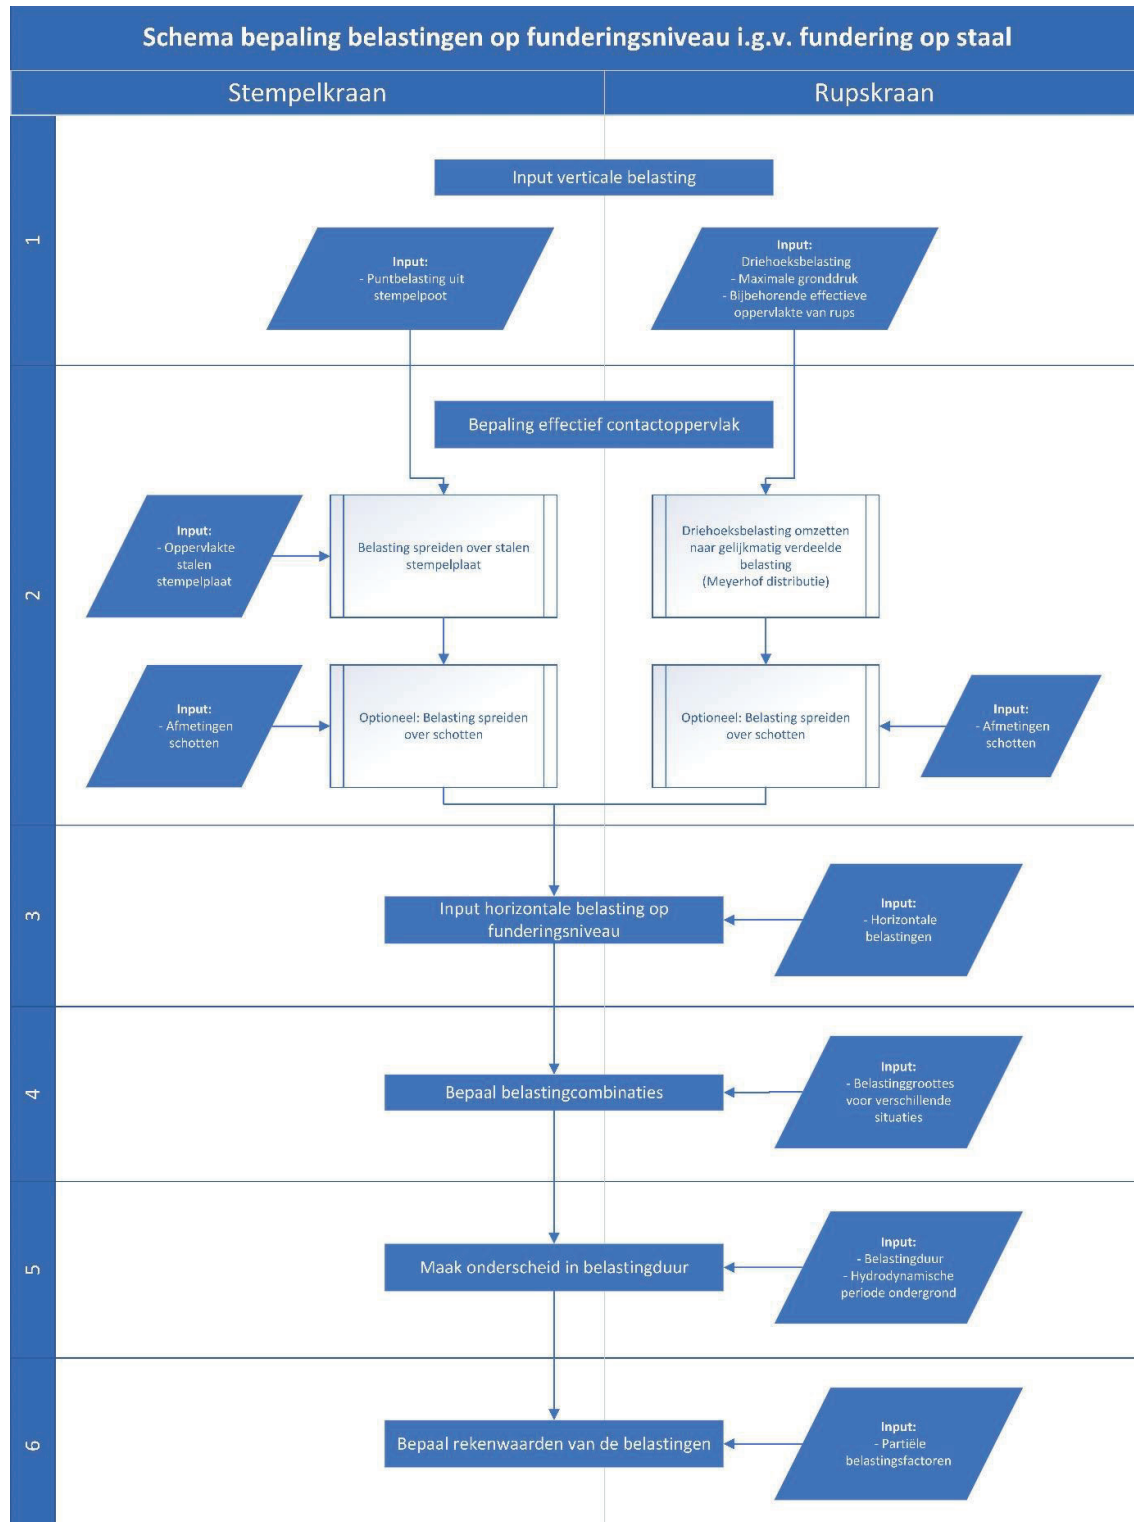 Schema bepaling belastingen op funderingsniveau i.g.v. fundering op staal
Stempelkraan
Rupskraan
1
Input verticale belasting
Input:
- Puntbelasting uit
stempelpoot
Input:
Driehoeksbelasting
- Maximale gronddruk
- Bijbehorende effectieve
oppervlakte van rups
2
Bepaling effectief contactoppervlak
Input:
- Oppervlakte
stalen
stempelplaat
Belasting spreiden over stalen
stempelplaat
Driehoeksbelasting omzetten
naar gelijkmatig verdeelde
belasting
(Meyerhof distributie)
Input:
- Afmetingen
schotten
Optioneel: Belasting spreiden
over schotten
Optioneel: Belasting spreiden
over schotten
Input:
- Afmetingen
schotten
3
Input horizontale belasting op
funderingsniveau
Input:
- Horizontale
belastingen
4
Bepaal belastingcombinaties
Input:
- Belastinggroottes
voor verschillende
situaties
5
Maak onderscheid in belastingduur
Input:
- Belastingduur
- Hydrodynamische
periode ondergrond
6
Bepaal rekenwaarden van de belastingen
Input:
- Partiële
belastingsfactoren